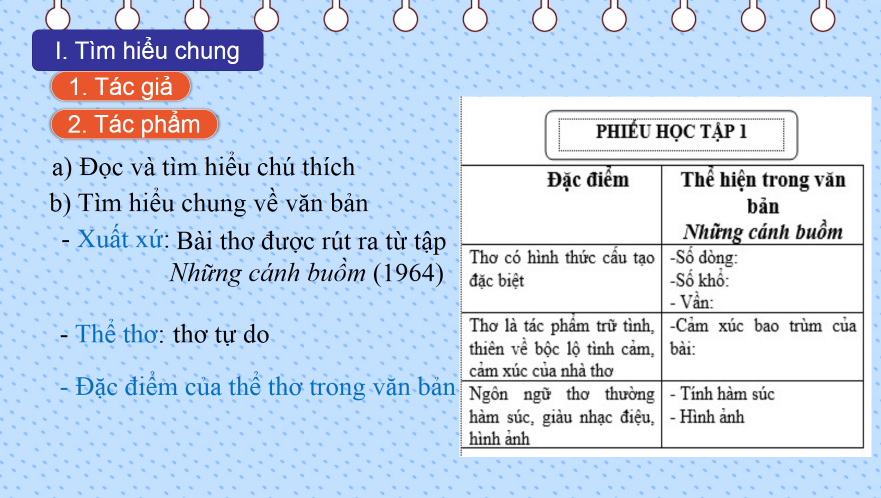 I. Tìm hiểu chung
1. Tác giả
2. Tác phẩm
a) Đọc và tìm hiểu chú thích
b) Tìm hiểu chung về văn bản
- Xuất xứ: Bài thơ được rút ra từ tập
Những cánh buồm (1964)
- Thể thơ: thơ tự do
- Đặc điểm của thể thơ trong văn bản
PHIẾU HỌC TẬP 1
Đặc điểm
Thể hiện trong văn
bản
Những cánh buồm
Thơ có hình thức cấu tạo
đặc biệt
-Số dòng:
-Số khổ:
- Vần:
Thơ là tác phẩm trữ tình,
thiên về bộc lộ tình cảm,
cảm xúc của nhà thơ
-Cảm xúc bao trùm của
bài:
Ngôn ngữ thơ thường
hàm súc, giàu nhạc điệu,
hình ảnh
- Tính hàm súc
- Hình ảnh